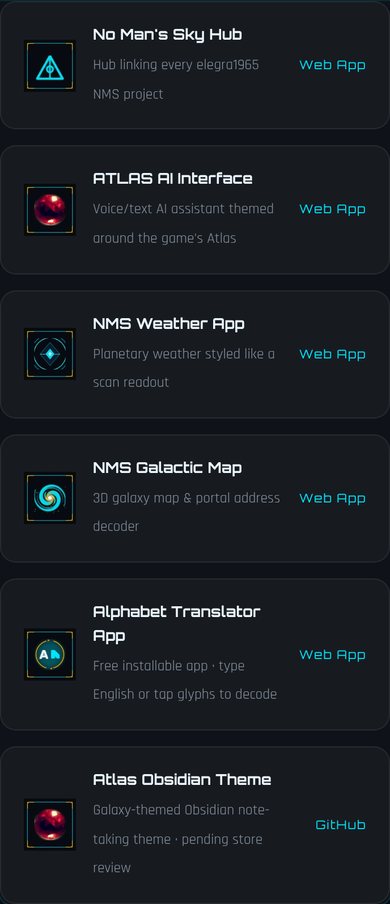 No Man's Sky Hub
Hub linking every elegra1965
NMS project
Web App
ATLAS AI Interface
Voice/text AI assistant themed
around the game's Atlas
Web App
NMS Weather App
Planetary weather styled like a
scan readout
Web App
NMS Galactic Map
3D galaxy map & portal address
decoder
Web App
A
Alphabet Translator
App
Free installable app · type
English or tap glyphs to decode
Web App
Atlas Obsidian Theme
Galaxy-themed Obsidian note-
taking theme · pending store
review
GitHub